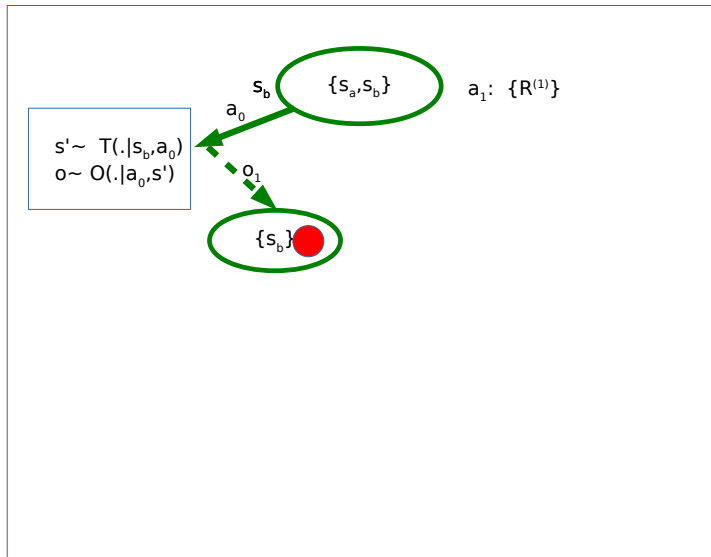 s_b {s_a,s_b} a_1: {R^(1)}
a_0
s'~ T(.|s_b,a_0)
o~ O(.|a_0,s')
o_1
{s_b}